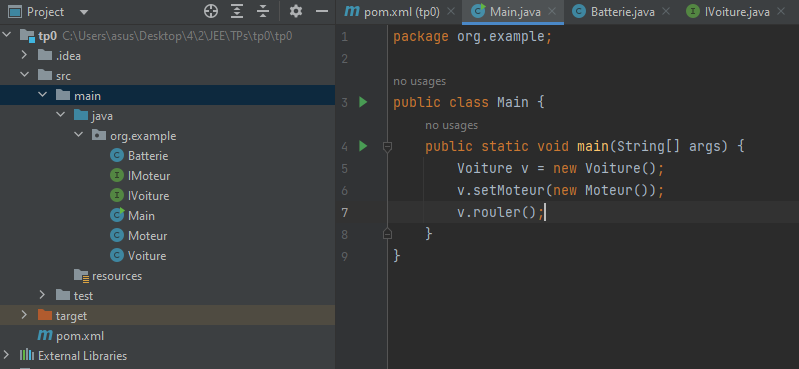 Project
tp0 C:\Users\asus\Desktop\4\2\JEE\TPs\tp0\tp0
.idea
src
main
java
org.example
Batterie
IMoteur
IVoiture
Main
Moteur
Voiture
resources
test
target
pom.xml
External Libraries
pom.xml (tp0) Main.java Batterie.java IVoiture.java
1 package org.example;
2
no usages
3 public class Main {
no usages
4 public static void main(String[] args) {
5 Voiture v = new Voiture();
6 v.setMoteur(new Moteur());
7 v.rouler();
8 }
9 }